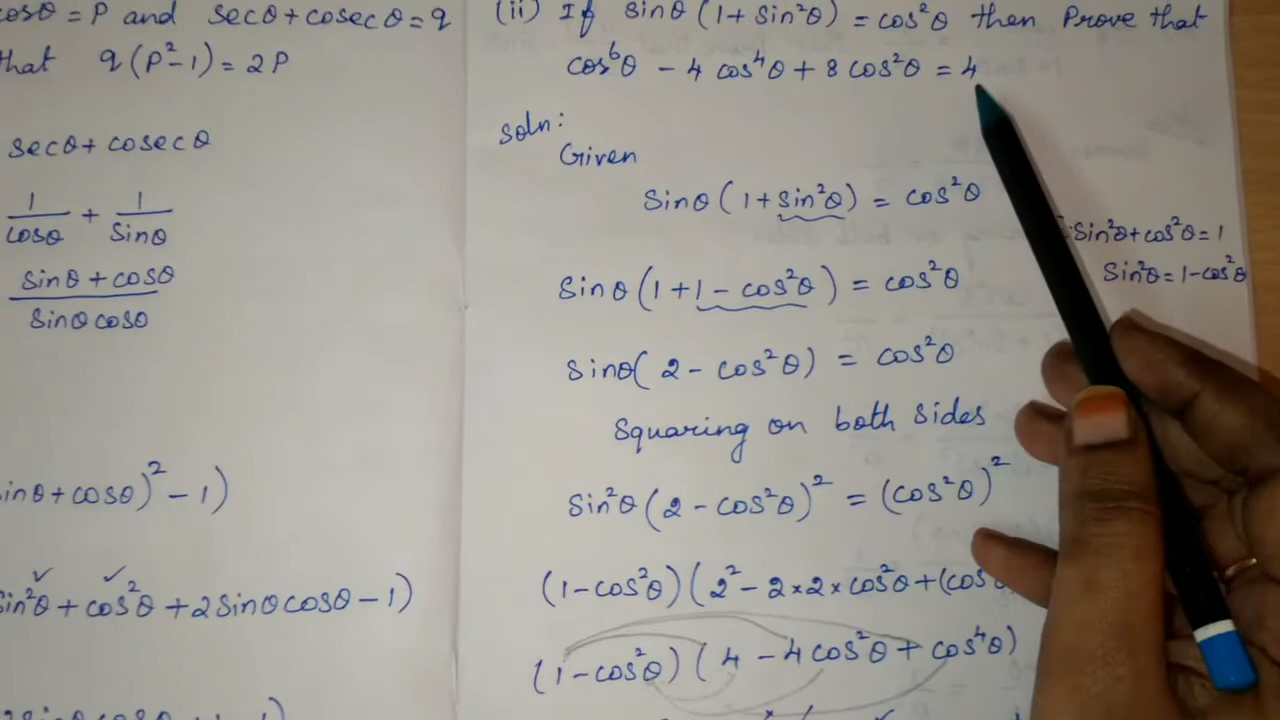 cosθ = P and secθ + cosecθ = q
that q(P²-1) = 2P
secθ + cosecθ
1/cosθ + 1/sinθ
sinθ + cosθ
sinθ cosθ
sinθ + cosθ)² - 1)
sin²θ + cos²θ + 2 sinθ cosθ - 1)
(ii) If sinθ (1 + sin²θ) = cos²θ then Prove that
cos⁶θ - 4 cos⁴θ + 8 cos²θ = 4
Soln:
Given
Sinθ (1 + sin²θ) = cos²θ
∵ Sin²θ + cos²θ = 1
Sin²θ = 1 - cos²θ
Sinθ (1 + 1 - cos²θ) = cos²θ
Sinθ( 2 - cos²θ) = cos²θ
Squaring on both sides
Sin²θ (2 - cos²θ)² = (cos²θ)²
(1 - cos²θ) (2² - 2×2×cos²θ + (cos
(1 - cos²θ) (4 - 4cos²θ + cos⁴θ)